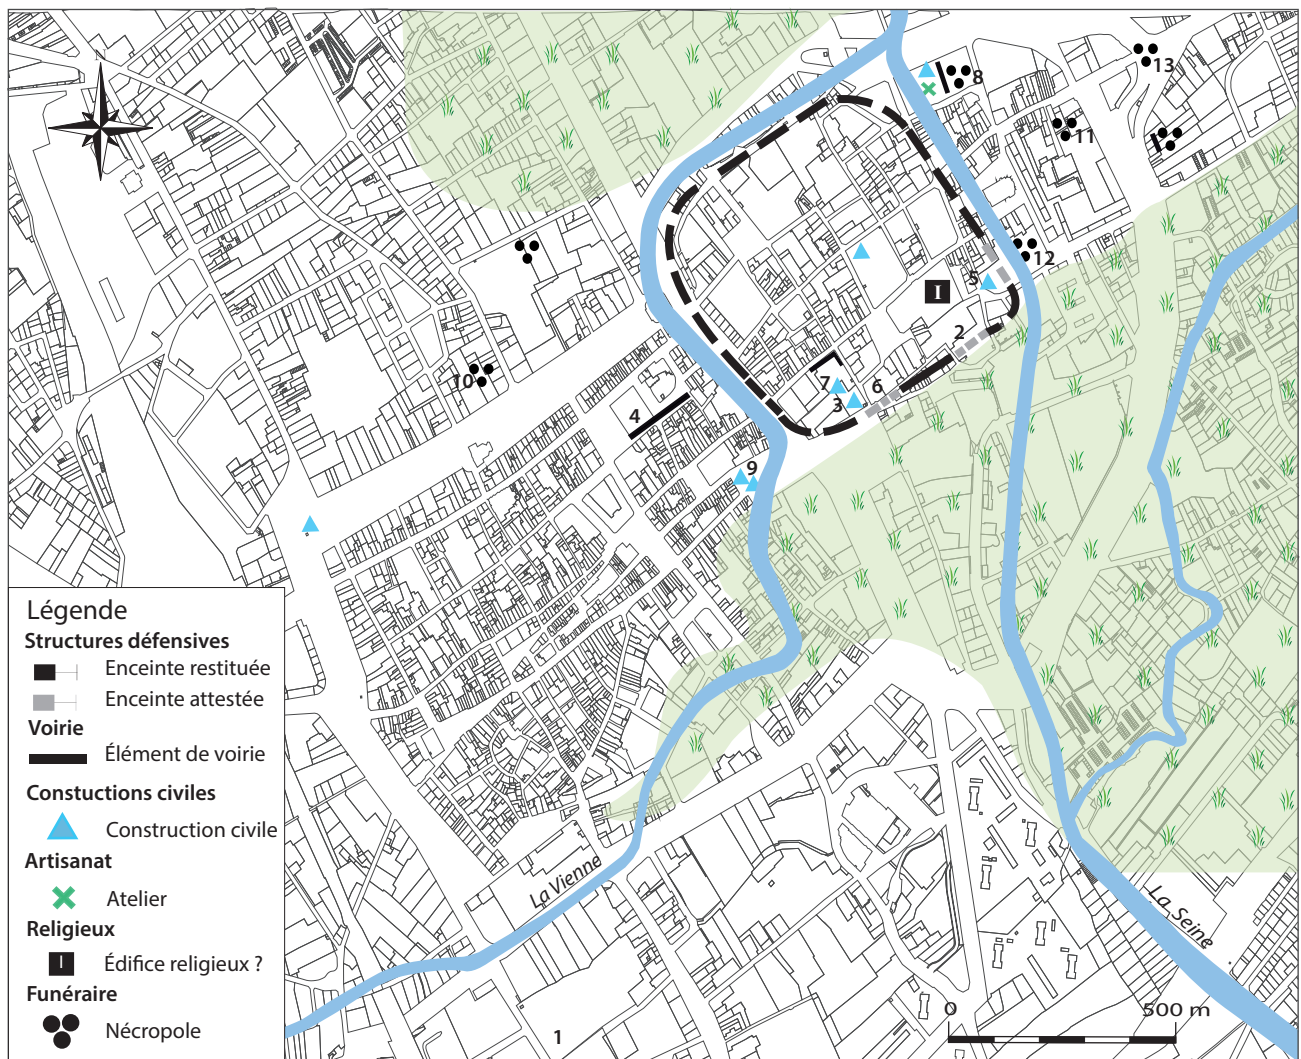 N
13
8
11
12
5
I
2
10
7
6
3
4
9
Légende
Structures défensives
Enceinte restituée
Enceinte attestée
Voirie
Élément de voirie
Constuctions civiles
Construction civile
Artisanat
Atelier
Religieux
I
Édifice religieux ?
Funéraire
Nécropole
La Vienne
La Seine
1
0
500 m